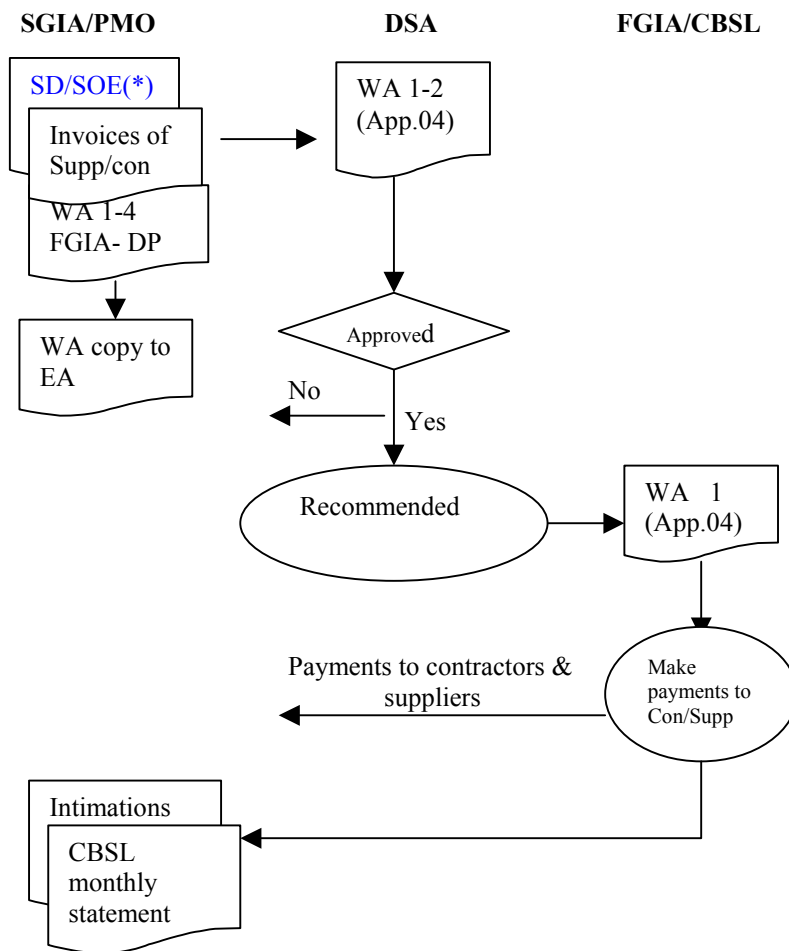 SGIA/PMO
DSA
FGIA/CBSL
SD/SOE(*)
Invoices of
Supp/con
WA 1-4
FGIA- DP
WA copy to
EA
WA 1-2
(App.04)
Approved
No
Yes
Recommended
WA 1
(App.04)
Make
payments to
Con/Supp
Payments to contractors &
suppliers
Intimations
CBSL
monthly
statement